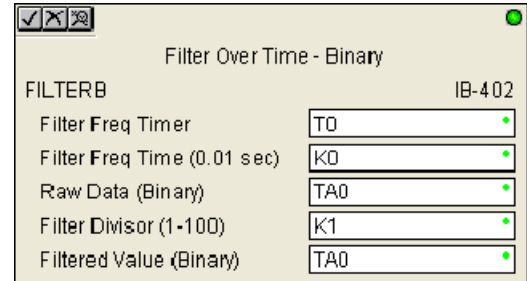 Filter Over Time - Binary
FILTERB IB-402
Filter Freq Timer T0
Filter Freq Time (0.01 sec) K0
Raw Data (Binary) TA0
Filter Divisor (1-100) K1
Filtered Value (Binary) TA0